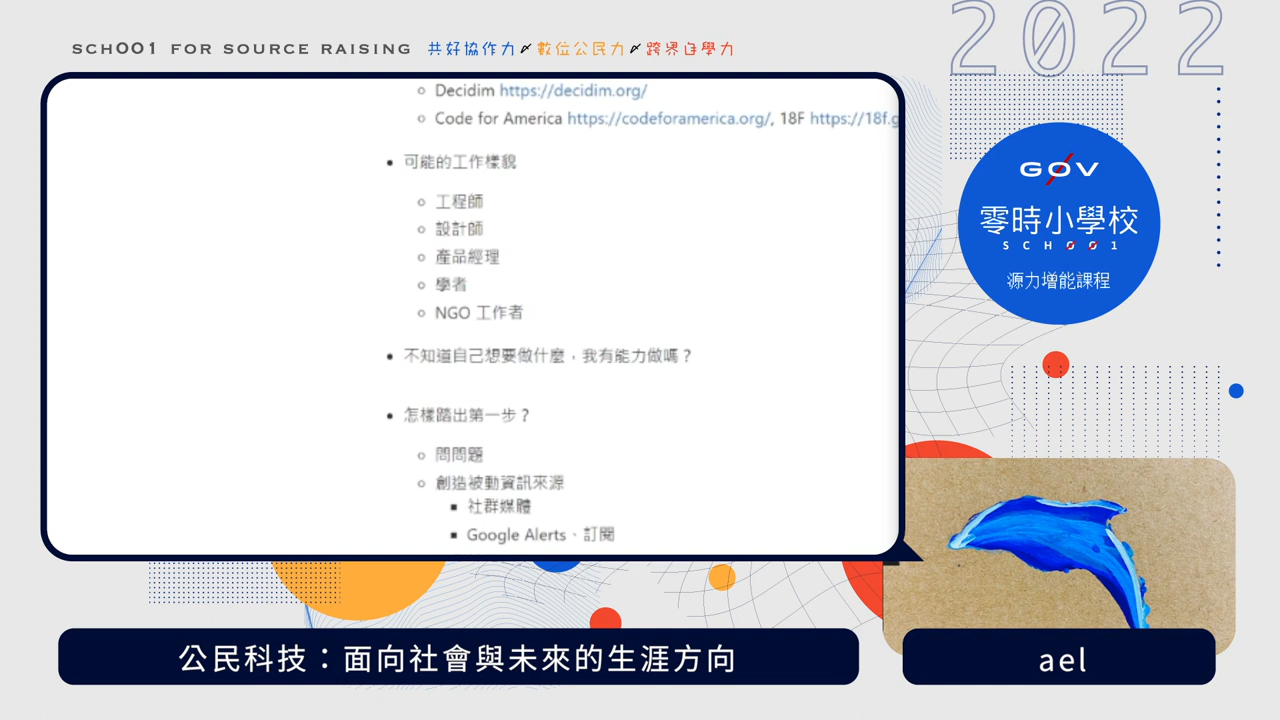 2022
SCHOO1 FOR SOURCE RAISING 共好協作力 數位公民力 跨界自學力
Decidim https://decidim.org/
Code for America https://codeforamerica.org/, 18F https://18f.g
可能的工作樣貌
工程師
設計師
產品經理
學者
NGO 工作者
不知道自己想要做什麼，我有能力做嗎？
怎樣踏出第一步？
問問題
創造被動資訊來源
社群媒體
Google Alerts、訂閱
G0V
零時小學校
SCHOO1
源力增能課程
公民科技：面向社會與未來的生涯方向
ael